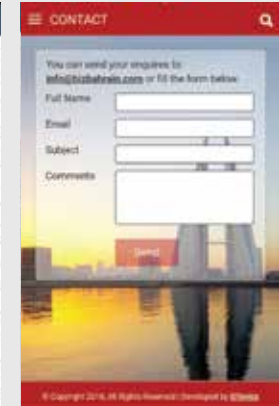 CONTACT
You can send your enquires to
info@bizbahrain.com or fill the form below:
Full Name
Email
Subject
Comments
Send
© Copyright 2016, All Rights Reserved | Developed by